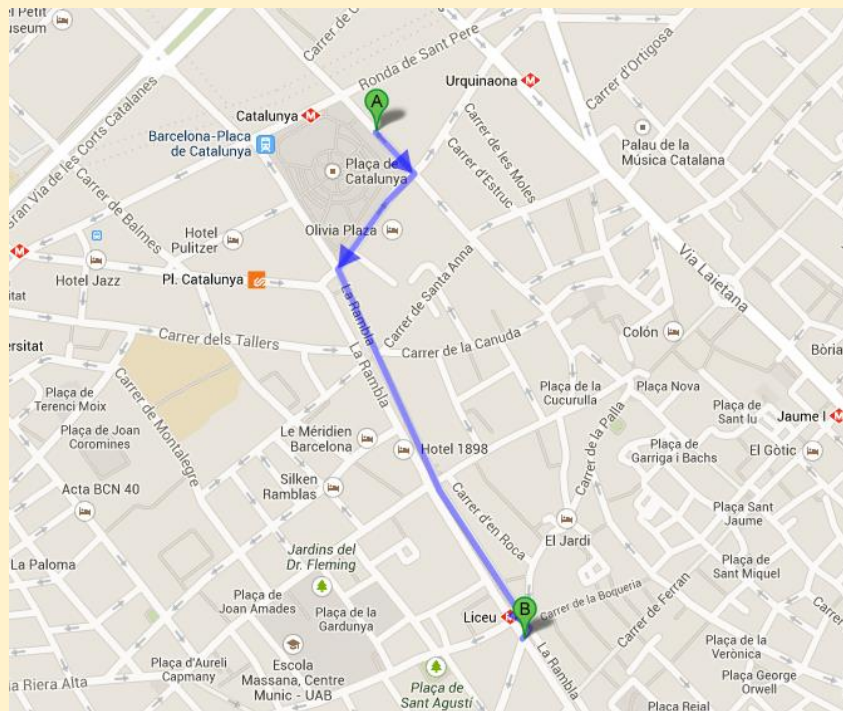 el Petit
Museum
Carrer de C
Ronda de Sant Pere
Urquinaona
Carrer d'Ortigosa
Gran Via de les Corts Catalanes
Catalunya
A
Barcelona-Placa
de Catalunya
Carrer de les Moles
Palau de la
Música Catalana
Plaça de
Catalunya
Carrer d'Estruc
Carrer de Balmes
Hotel
Pulitzer
Olivia Plaza
Via Laietana
Hotel Jazz
Pl. Catalunya
Carrer de Santa Anna
La Rambla
itat
Carrer dels Tallers
Carrer de la Canuda
Colón
ersitat
La Rambla
Bòria
Plaça de
Terenci Moix
Carrer de Montalegre
Plaça de la
Cucurulla
Plaça Nova
Plaça de
Sant Iu
Jaume I
Plaça de Joan
Coromines
Le Méridien
Barcelona
Hotel 1898
Carrer de la Palla
Plaça de
Garriga i Bachs
El Gòtic
Acta BCN 40
Silken
Ramblas
Carrer d'en Roca
Plaça Sant
Jaume
El Jardi
La Paloma
Jardins del
Dr. Fleming
Plaça de
Sant Miquel
Plaça de
Joan Amades
Plaça de la
Gardunya
Liceu
B
Carrer de la Boqueria
Carrer de Ferran
Plaça de la
Verònica
Plaça d'Aureli
Capmany
Escola
Massana, Centre
Munic - UAB
La Rambla
Plaça George
Orwell
a Riera Alta
Plaça de
Sant Agustí
Plaça Reial